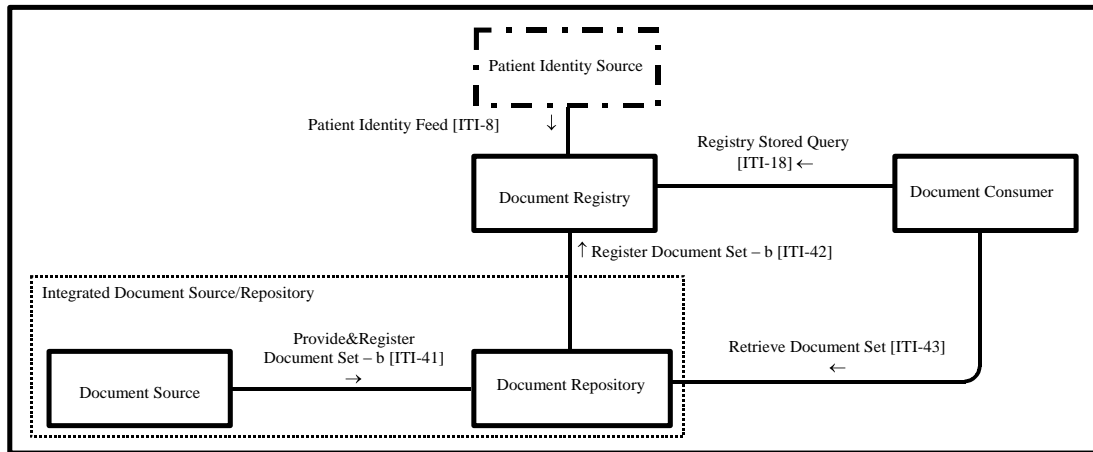 Patient Identity Source
Patient Identity Feed [ITI-8] ↓
Registry Stored Query
[ITI-18] ←
Document Registry
Document Consumer
↑ Register Document Set – b [ITI-42]
Integrated Document Source/Repository
Provide&Register
Document Set – b [ITI-41]
→
Retrieve Document Set [ITI-43]
←
Document Source
Document Repository